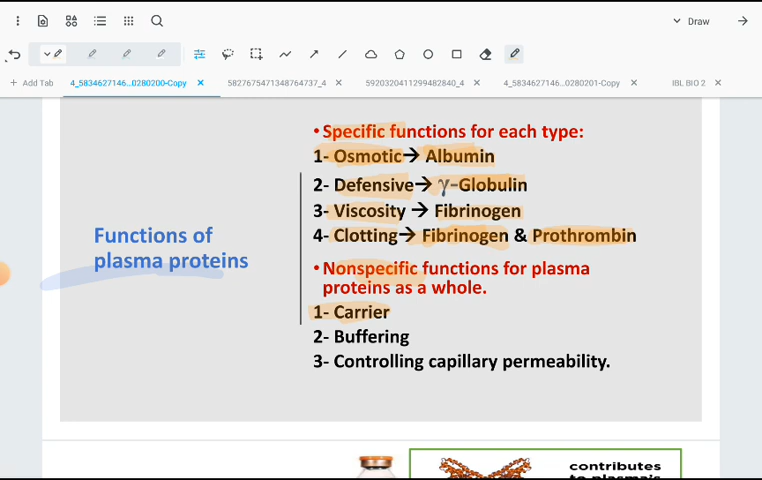 Draw
Add Tab
4_5834627146...0280200-Copy
5827675471348764737_4
5920320411299482840_4
4_5834627146...0280201-Copy
IBL BIO 2
Functions of
plasma proteins
•Specific functions for each type:
1- Osmotic→ Albumin
2- Defensive→ γ-Globulin
3- Viscosity → Fibrinogen
4- Clotting→ Fibrinogen & Prothrombin
•Nonspecific functions for plasma
proteins as a whole.
1- Carrier
2- Buffering
3- Controlling capillary permeability.
contributes
to plasma's